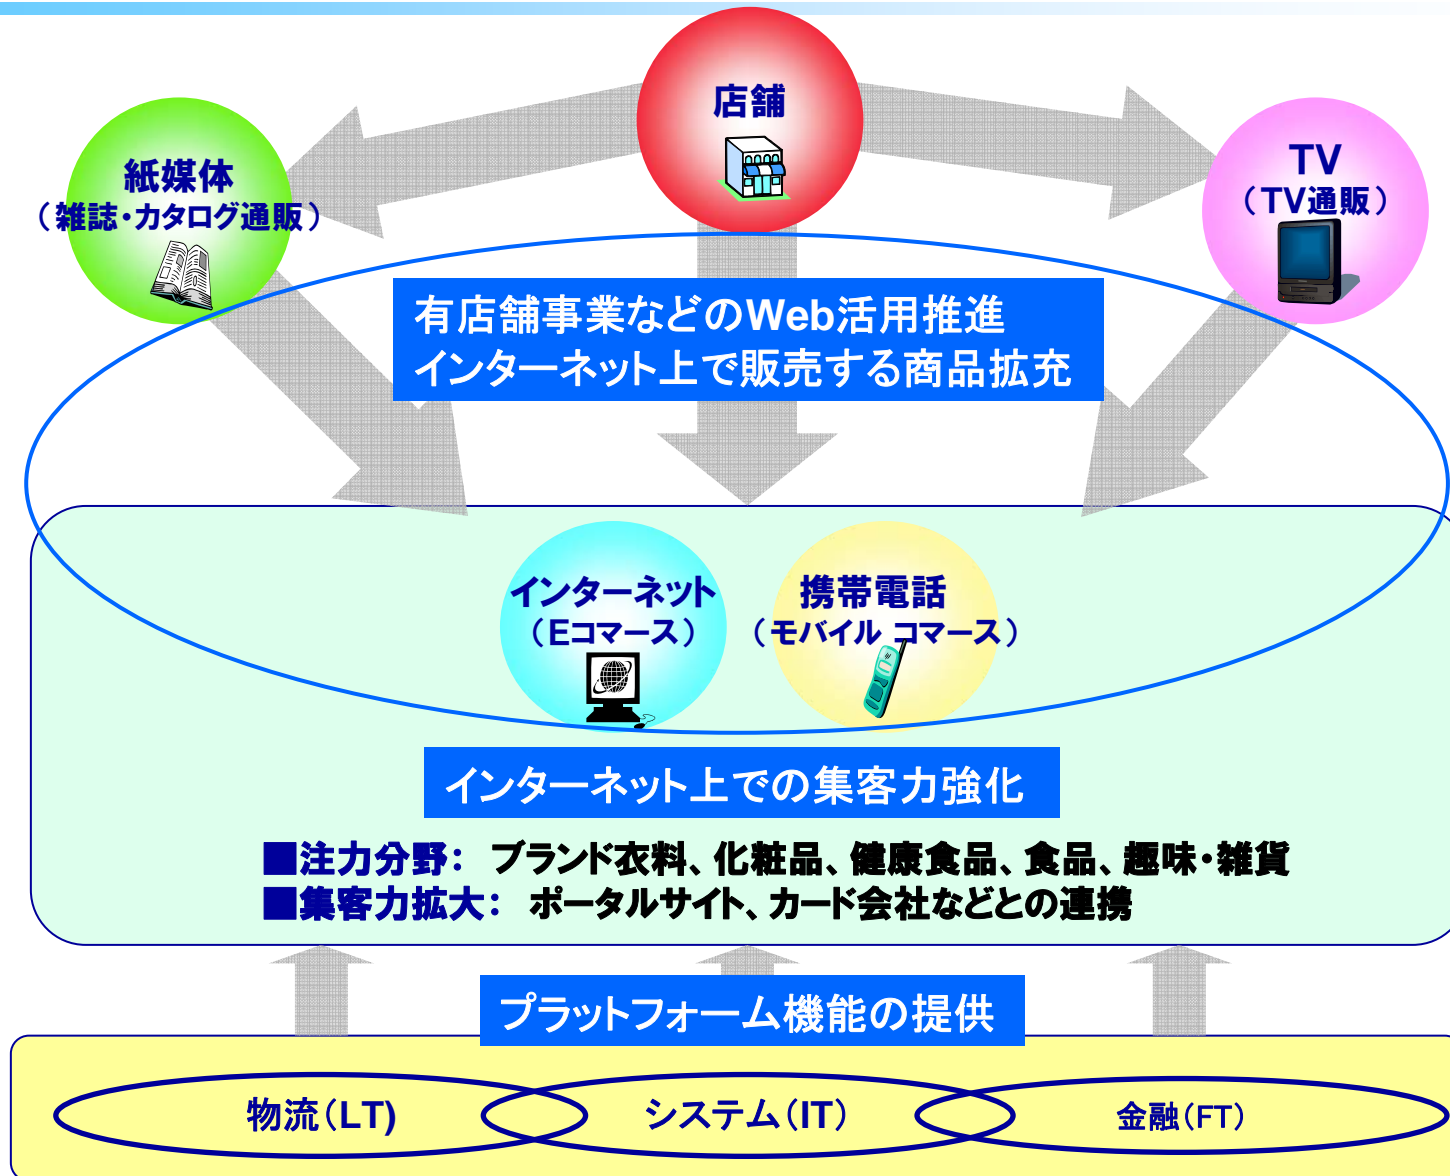 店舗
紙媒体
（雑誌・カタログ通販）
TV
（TV通販）
有店舗事業などのWeb活用推進
インターネット上で販売する商品拡充
インターネット
（Eコマース）
携帯電話
（モバイル コマース）
インターネット上での集客力強化
■注力分野： ブランド衣料、化粧品、健康食品、食品、趣味・雑貨
■集客力拡大： ポータルサイト、カード会社などとの連携
プラットフォーム機能の提供
物流（LT)
システム（IT）
金融（FT）